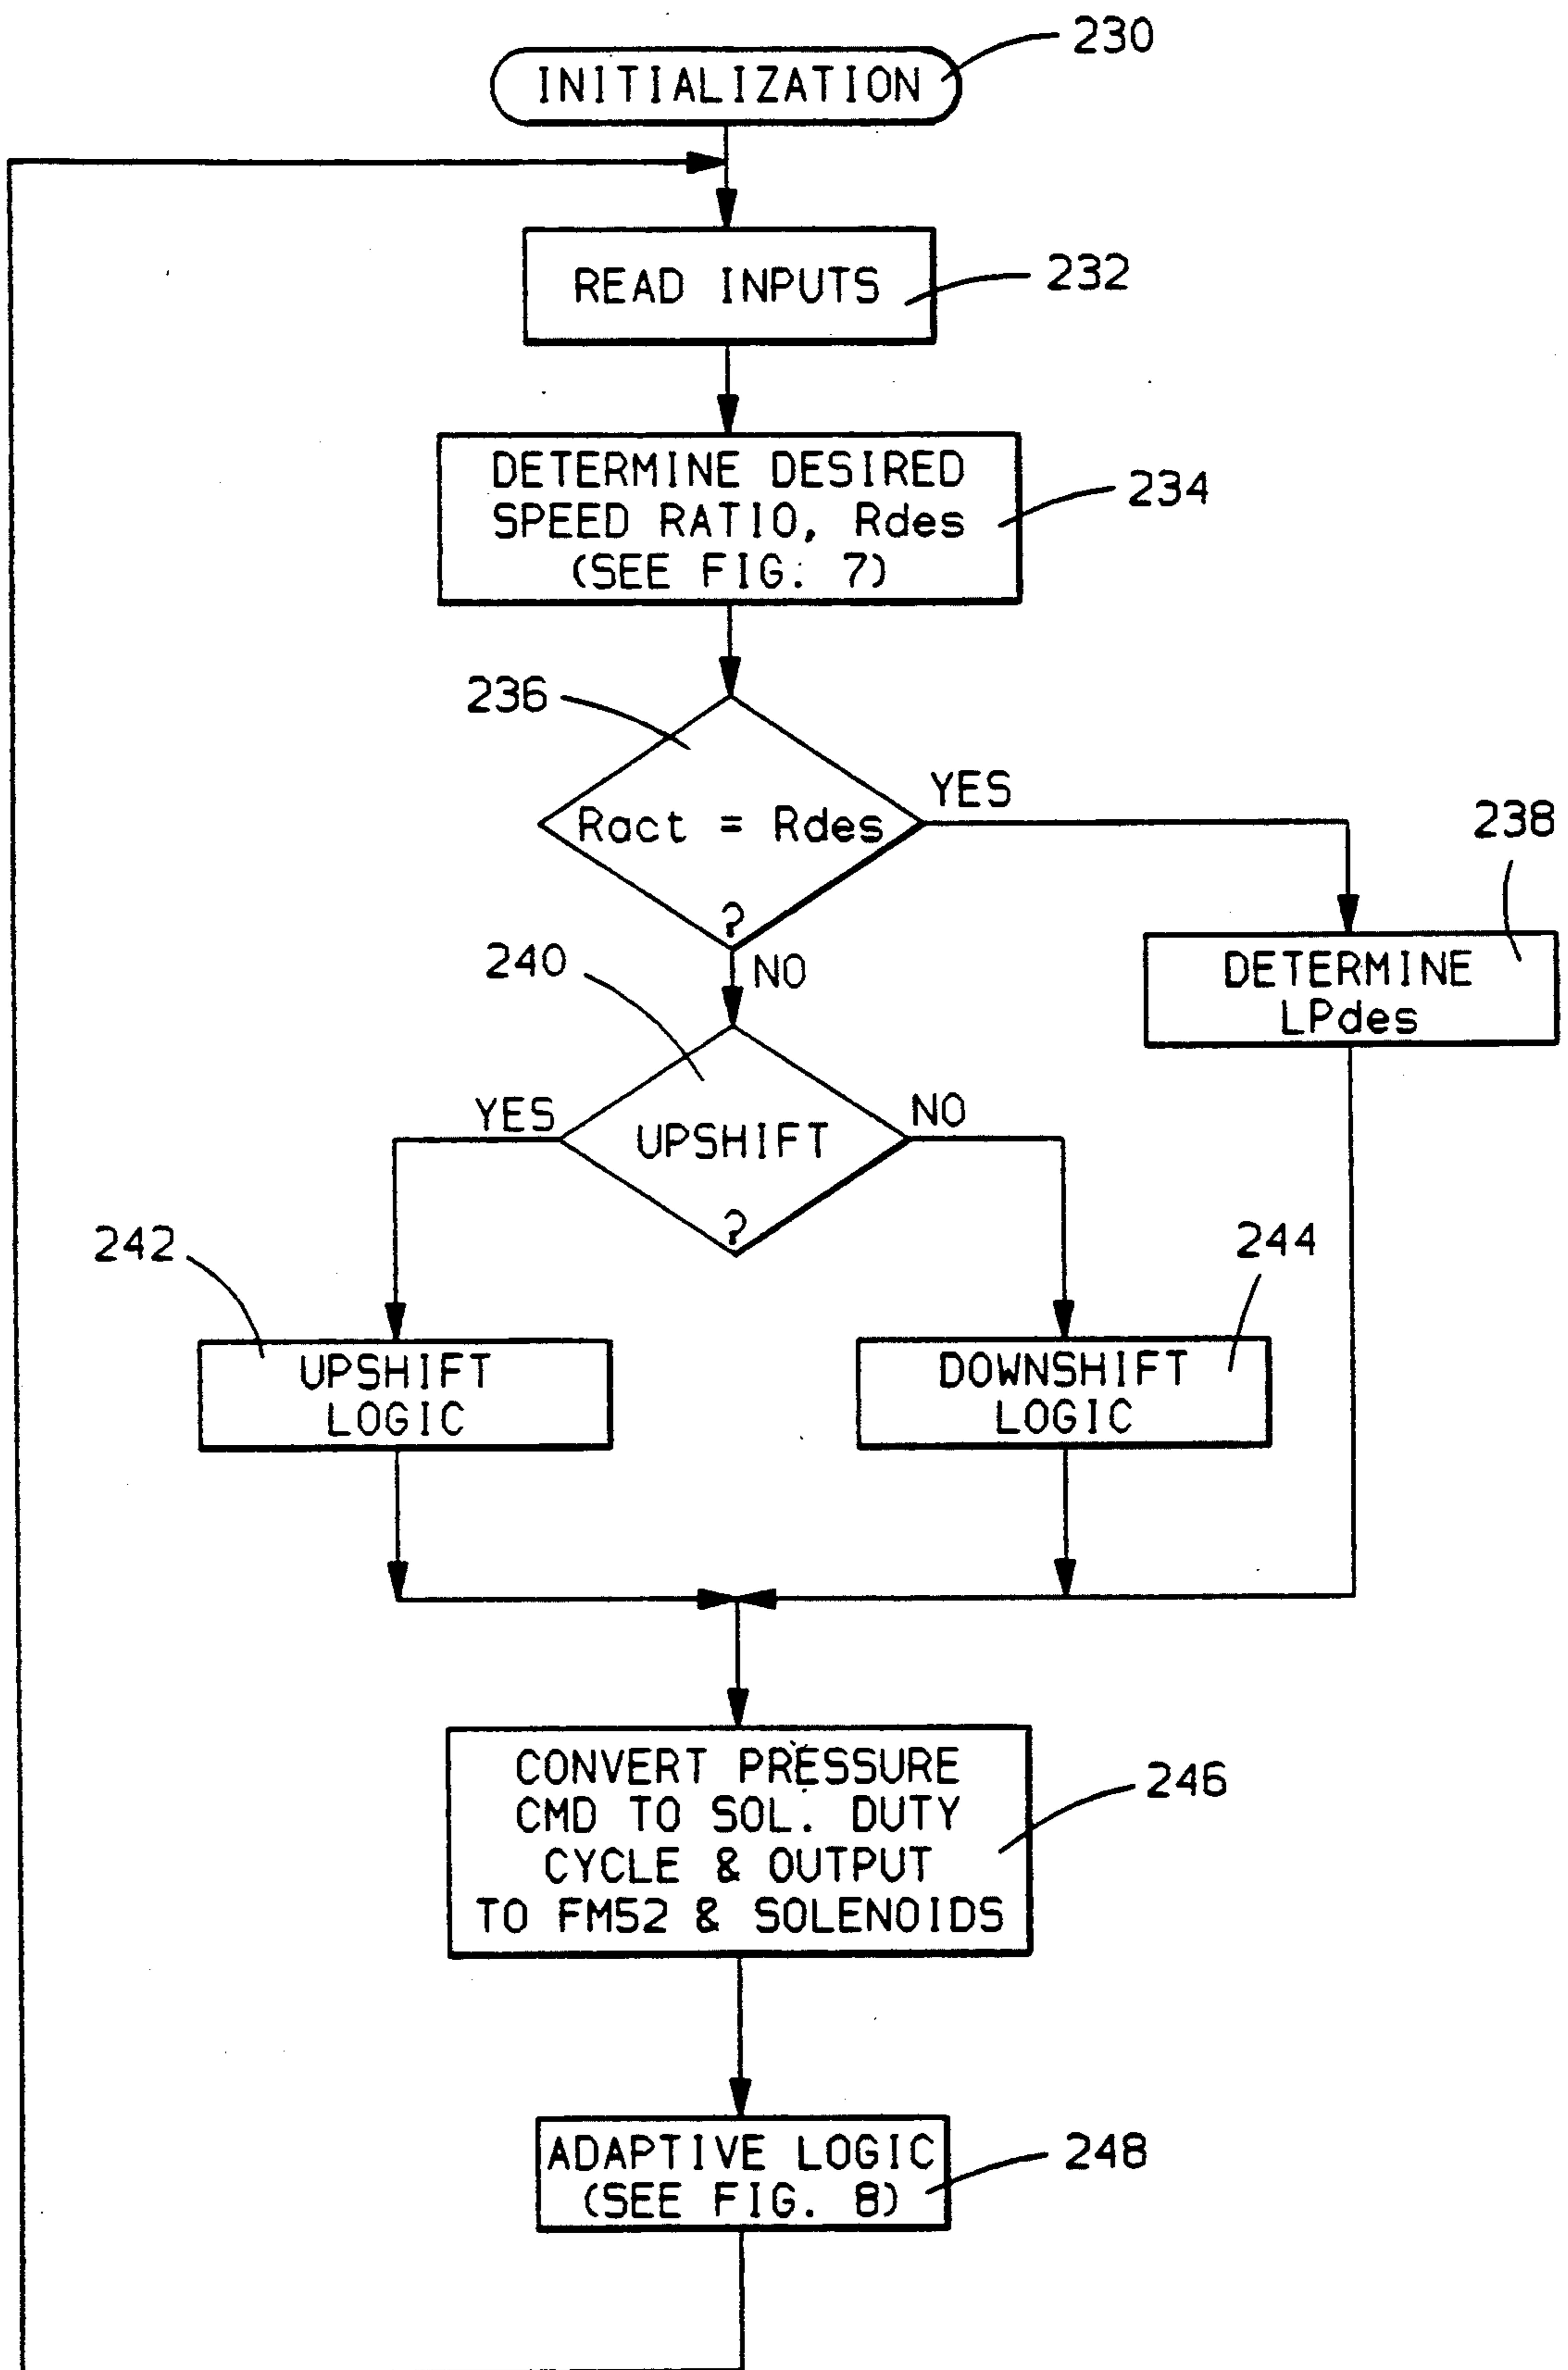 230
INITIALIZATION
READ INPUTS
232
DETERMINE DESIRED
SPEED RATIO, Rdes
(SEE FIG. 7)
234
236
Ract = Rdes
?
YES
NO
238
DETERMINE
LPdes
240
YES
UPSHIFT
?
NO
242
UPSHIFT
LOGIC
244
DOWNSHIFT
LOGIC
CONVERT PRESSURE
CMD TO SOL. DUTY
CYCLE & OUTPUT
TO FM52 & SOLENOIDS
246
ADAPTIVE LOGIC
(SEE FIG. 8)
248